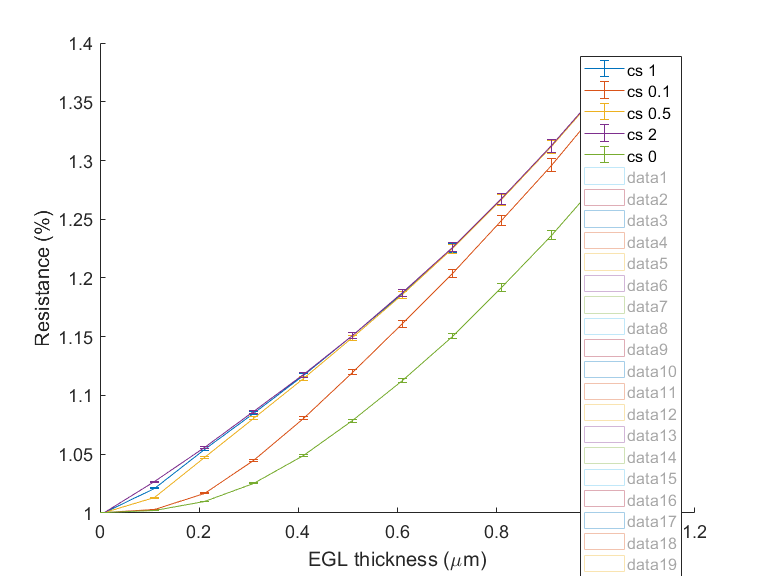 1.4
1.35
1.3
1.25
1.2
1.15
1.1
1.05
1
Resistance (%)
0
0.2
0.4
0.6
0.8
1.2
EGL thickness (μm)
cs 1
cs 0.1
cs 0.5
cs 2
cs 0
data1
data2
data3
data4
data5
data6
data7
data8
data9
data10
data11
data12
data13
data14
data15
data16
data17
data18
data19